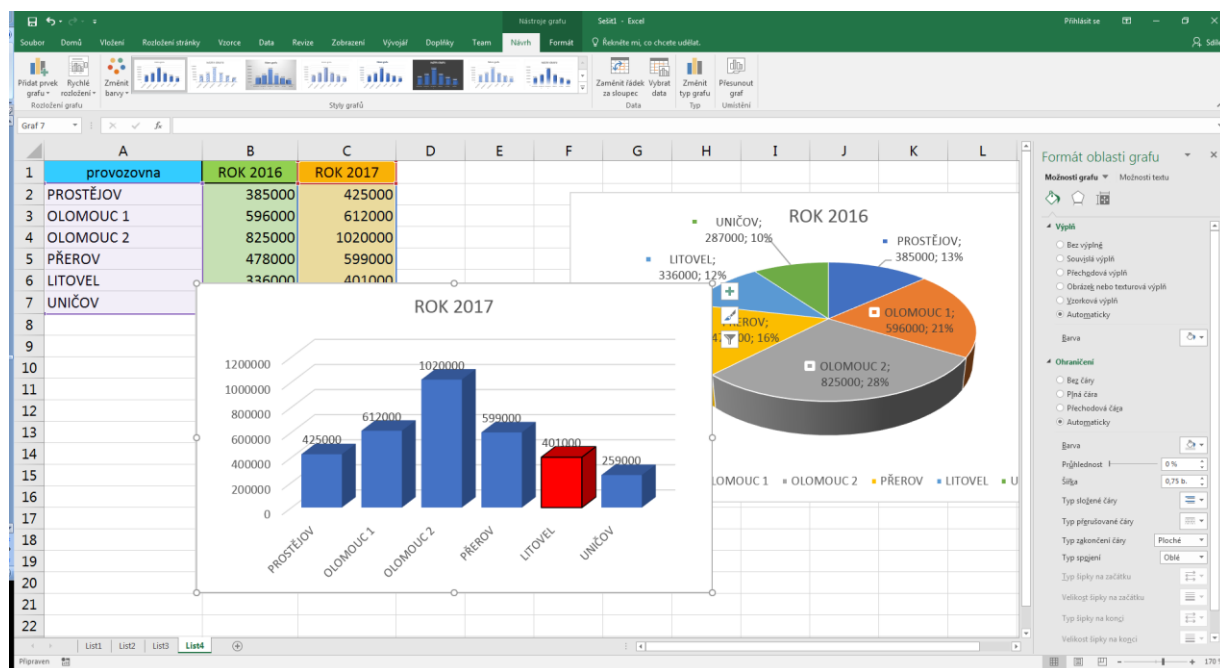 Nástroje grafu
Sešit1 - Excel
Přihlásit se
Soubor Domů Vložení Rozložení stránky Vzorce Data Revize Zobrazení Vývojář Doplňky Team Návrh Formát Řekněte mi, co chcete udělat. Sdíle
Přidat prvek grafu
Rychlé rozložení
Změnit barvy
Zaměnit řádek za sloupec
Vybrat data
Změnit typ grafu
Přesunout graf
Rozložení grafu
Styly grafů
Data
Typ
Umístění
Graf 7
fx
A B C D E F G H I J K L
1 provozovna ROK 2016 ROK 2017
2 PROSTĚJOV 385000 425000
3 OLOMOUC 1 596000 612000
4 OLOMOUC 2 825000 1020000
5 PŘEROV 478000 599000
6 LITOVEL 336000 401000
7 UNIČOV
8
9
10
11
12
13
14
15
16
17
18
19
20
21
22
ROK 2016
UNIČOV;
287000; 10%
PROSTĚJOV;
385000; 13%
LITOVEL;
336000; 12%
OLOMOUC 1;
596000; 21%
EROV;
00; 16%
OLOMOUC 2;
825000; 28%
LOMOUC 1 OLOMOUC 2 PŘEROV LITOVEL U
ROK 2017
1200000
1000000
800000
600000
400000
200000
0
425000
612000
1020000
599000
401000
259000
PROSTĚJOV
OLOMOUC 1
OLOMOUC 2
PŘEROV
LITOVEL
UNIČOV
Formát oblasti grafu
Možnosti grafu Možnosti textu
Výplň
Bez výplně
Souvislá výplň
Přechodová výplň
Obrázek nebo texturová výplň
Vzorková výplň
Automaticky
Barva
Ohraničení
Bez čáry
Plná čára
Přechodová čára
Automaticky
Barva
Průhlednost 0 %
Šířka 0,75 b.
Typ složené čáry
Typ přerušované čáry
Typ zakončení čáry Ploché
Typ spojení Oblé
Typ šipky na začátku
Velikost šipky na začátku
Typ šipky na konci
Velikost šipky na konci
List1 List2 List3 List4
Připraven
170 %